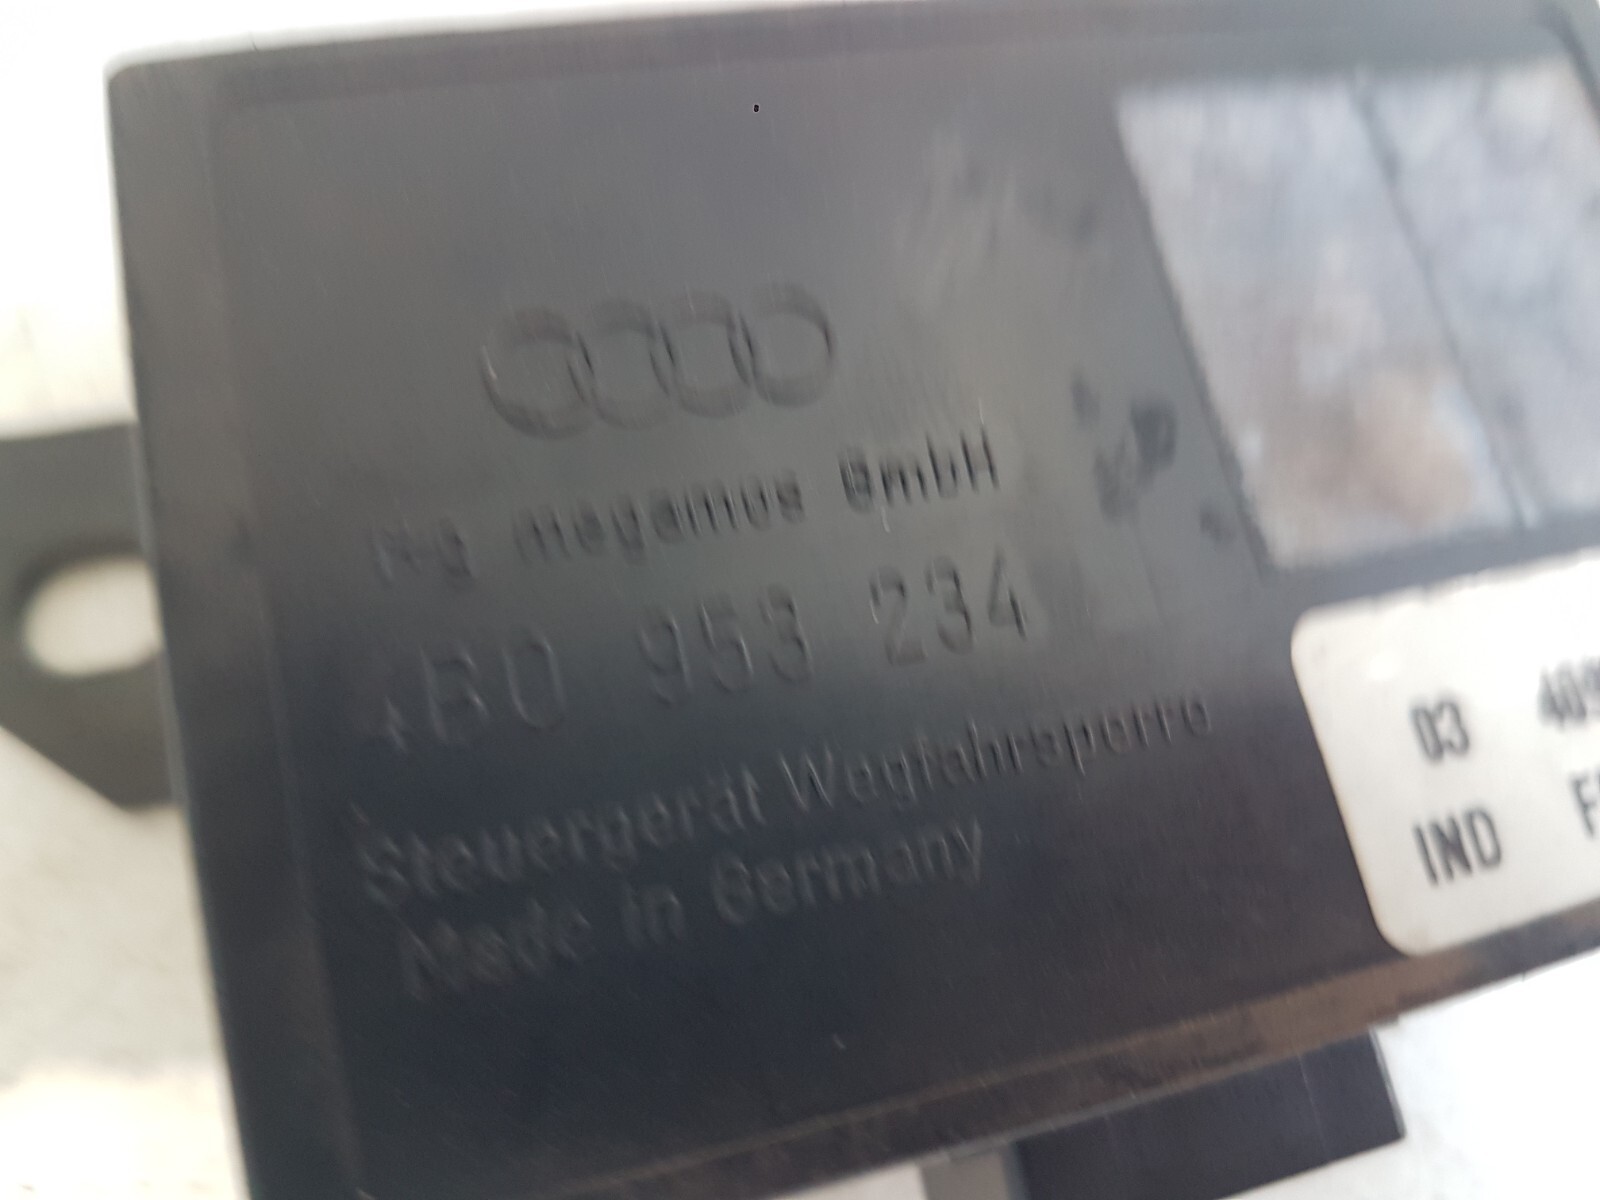 megamos GmbH
4B0 953 234
Steuergerät Wegfahrsperre
Made in Germany
03
IND